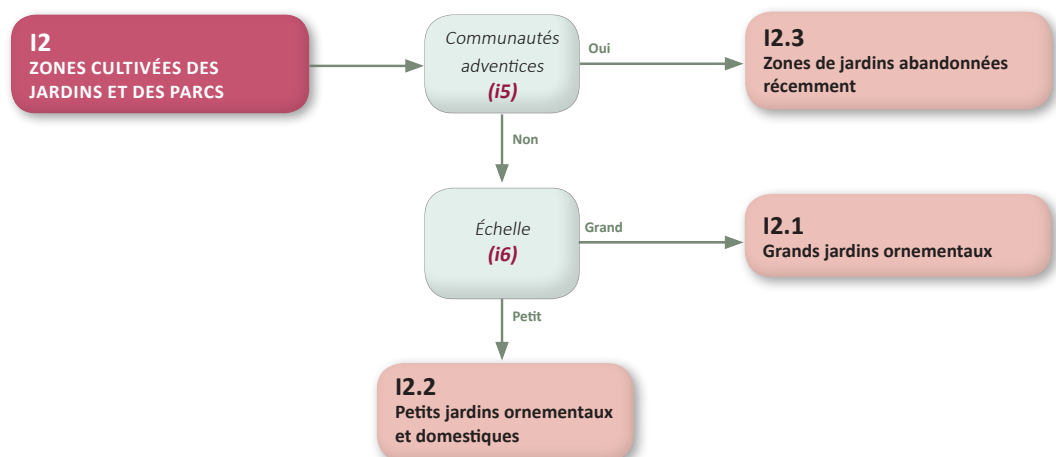 I2
ZONES CULTIVÉES DES
JARDINS ET DES PARCS
Communautés
adventices
(i5)
Oui
I2.3
Zones de jardins abandonnées
récemment
Non
Échelle
(i6)
Grand
I2.1
Grands jardins ornementaux
Petit
I2.2
Petits jardins ornementaux
et domestiques